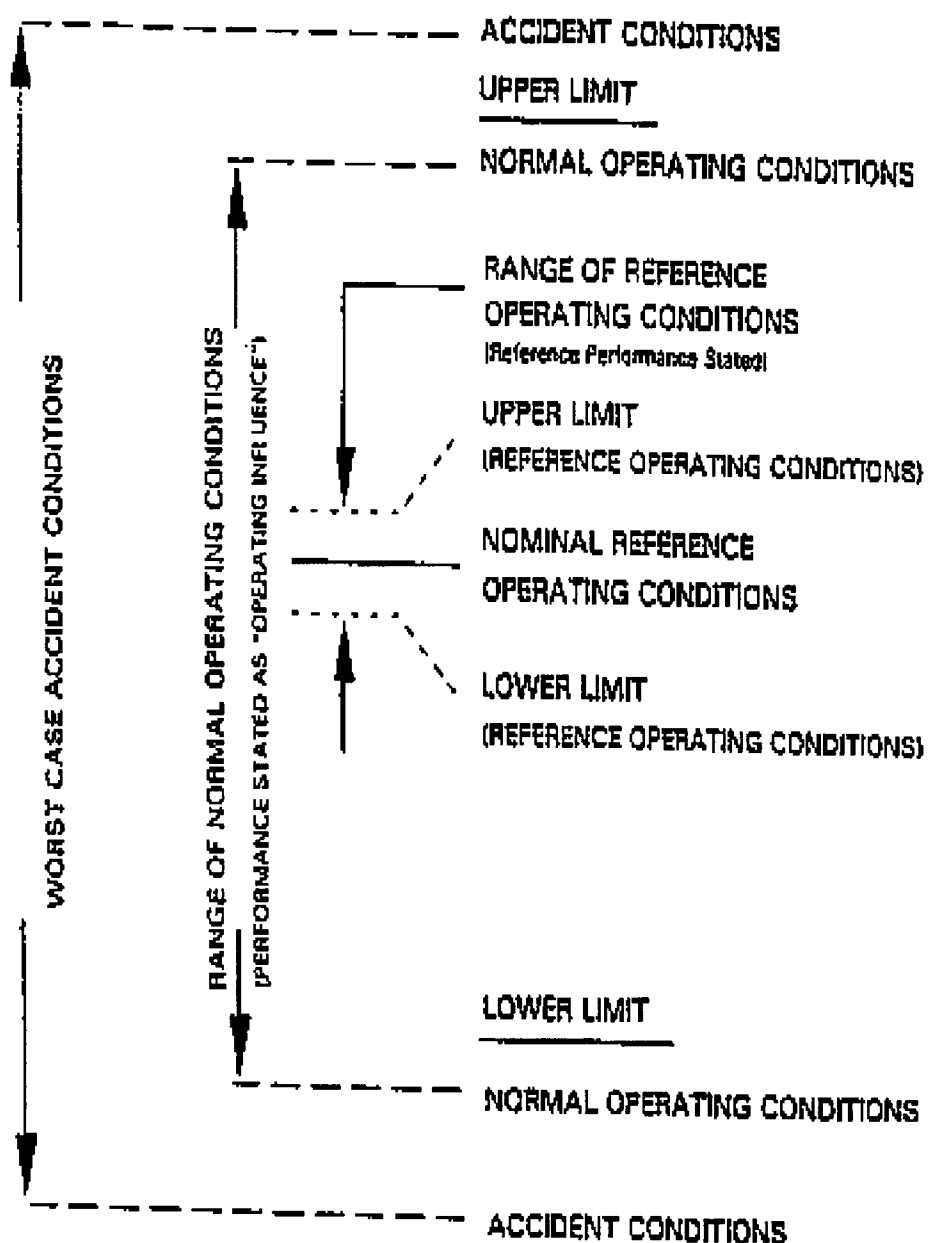 ACCIDENT CONDITIONS
UPPER LIMIT
NORMAL OPERATING CONDITIONS
RANGE OF REFERENCE
OPERATING CONDITIONS
(Reference Performance Stated)
UPPER LIMIT
(REFERENCE OPERATING CONDITIONS)
NOMINAL REFERENCE
OPERATING CONDITIONS
LOWER LIMIT
(REFERENCE OPERATING CONDITIONS)
LOWER LIMIT
NORMAL OPERATING CONDITIONS
ACCIDENT CONDITIONS
WORST CASE ACCIDENT CONDITIONS
RANGE OF NORMAL OPERATING CONDITIONS
(PERFORMANCE STATED AS "OPERATING INFLUENCE")